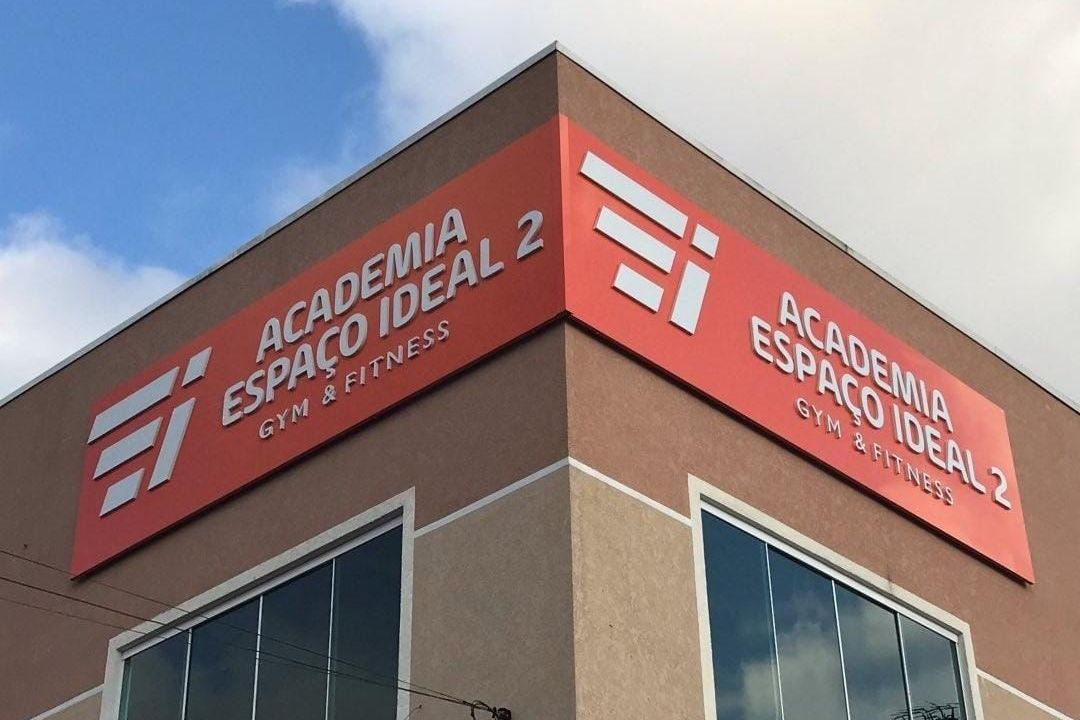 ACADEMIA
ESPAÇO IDEAL 2
GYM & FITNESS
ACADEMIA
ESPAÇO IDEAL 2
GYM & FITNESS